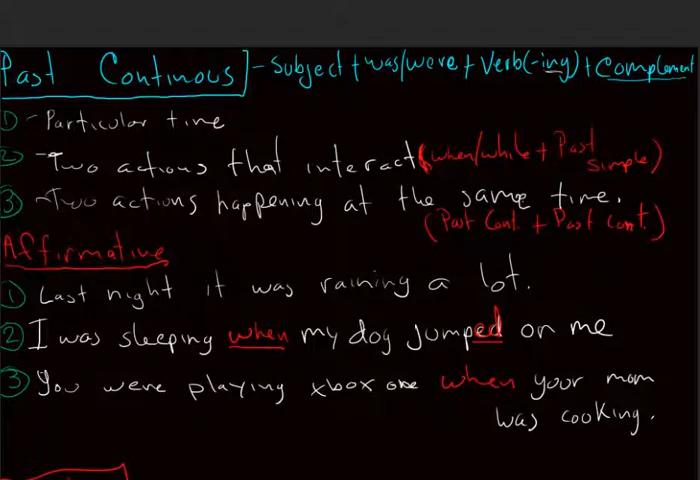 Past Continous - Subject + was/were + Verb(-ing) + Complement
① - Particular time
② - Two actions that interact (when/while + Past simple)
③ - Two actions happening at the same time.
(Past Cont. + Past cont.)
Affirmative
① Last night it was raining a lot.
② I was sleeping when my dog jumped on me
③ You were playing xbox one when your mom
was cooking.